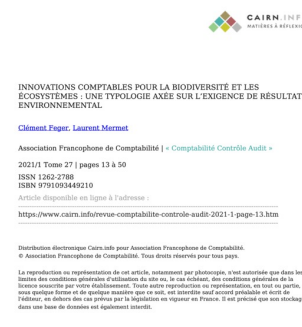 CAIRN.INF
MATIÈRES À RÉFLEXI
INNOVATIONS COMPTABLES POUR LA BIODIVERSITÉ ET LES
ÉCOSYSTÈMES : UNE TYPOLOGIE AXÉE SUR L'EXIGENCE DE RÉSULTAT
ENVIRONNEMENTAL
Clément Feger, Laurent Mermet
Association Francophone de Comptabilité | « Comptabilité Contrôle Audit »
2021/1 Tome 27 | pages 13 à 50
ISSN 1262-2788
ISBN 9791093449210
Article disponible en ligne à l'adresse :
https://www.cairn.info/revue-comptabilite-controle-audit-2021-1-page-13.htm
Distribution électronique Cairn.info pour Association Francophone de Comptabilité.
© Association Francophone de Comptabilité. Tous droits réservés pour tous pays.
La reproduction ou représentation de cet article, notamment par photocopie, n'est autorisée que dans les
limites des conditions générales d'utilisation du site ou, le cas échéant, des conditions générales de la
licence souscrite par votre établissement. Toute autre reproduction ou représentation, en tout ou partie,
sous quelque forme et de quelque manière que ce soit, est interdite sauf accord préalable et écrit de
l'éditeur, en dehors des cas prévus par la législation en vigueur en France. Il est précisé que son stockage
dans une base de données est également interdit.